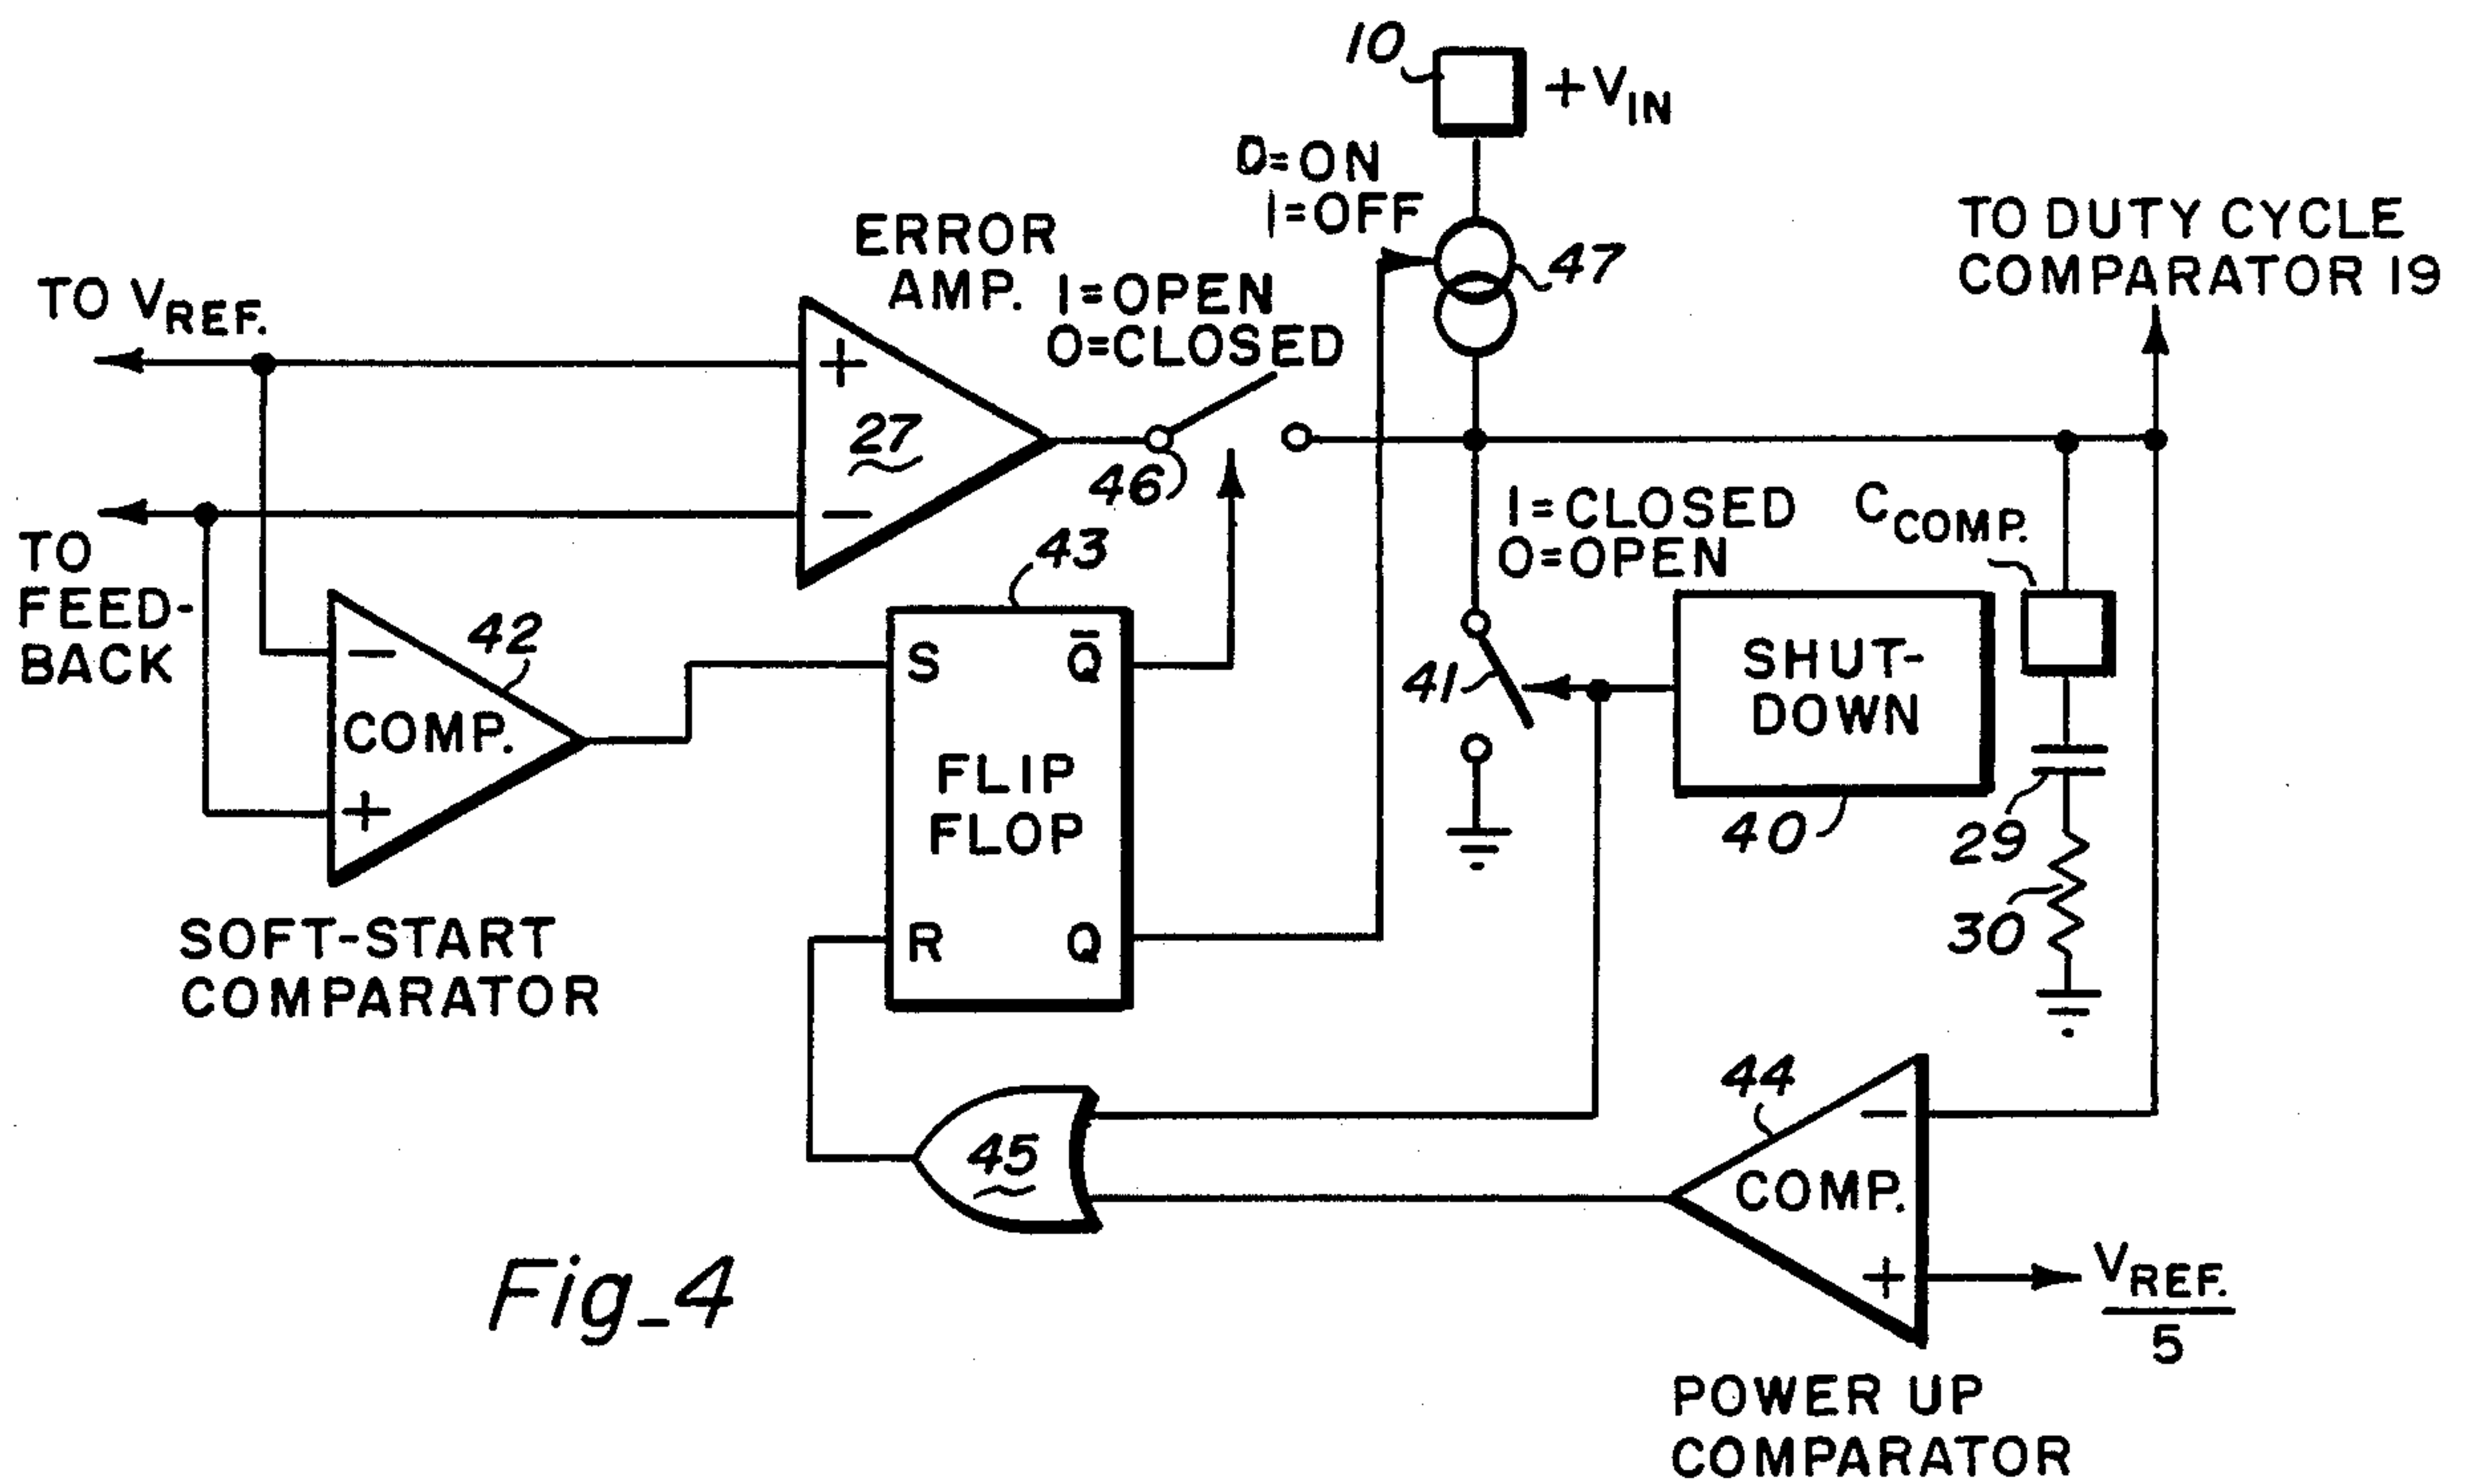 10
+VIN
0=ON
1=OFF
TO DUTY CYCLE
COMPARATOR 19
ERROR
AMP.
1=OPEN
0=CLOSED
47
TO VREF.
+
27
−
46
TO
FEED-
BACK
43
1=CLOSED
0=OPEN
CCOMP.
−
42
COMP.
+
S
Q̅
FLIP
FLOP
R
Q
41
SHUT-
DOWN
40
29
30
SOFT-START
COMPARATOR
44
−
COMP.
+
45
VREF.
5
Fig_4
POWER UP
COMPARATOR